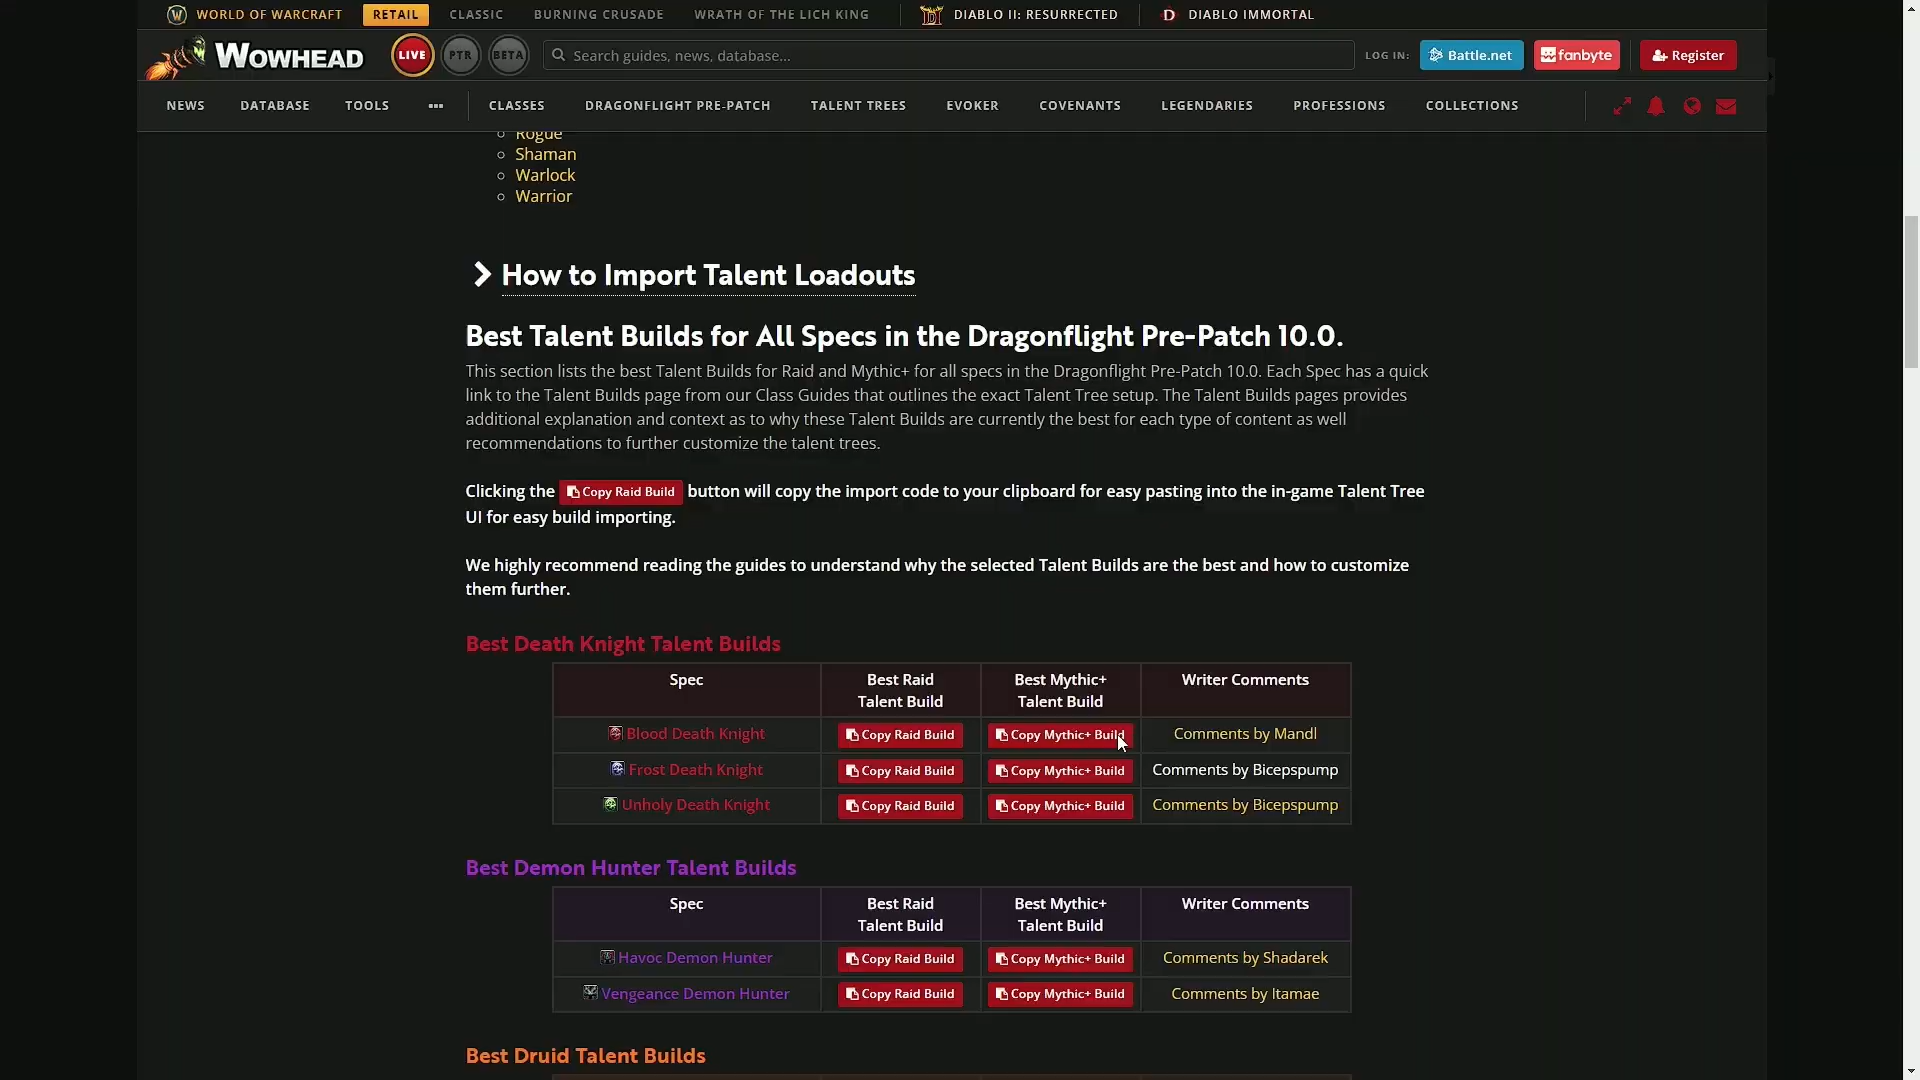 WORLD OF WARCRAFT RETAIL CLASSIC BURNING CRUSADE WRATH OF THE LICH KING DIABLO II: RESURRECTED DIABLO IMMORTAL
WOWHEAD LIVE PTR BETA Search guides, news, database... LOG IN: Battle.net fanbyte Register
NEWS DATABASE TOOLS ••• CLASSES DRAGONFLIGHT PRE-PATCH TALENT TREES EVOKER COVENANTS LEGENDARIES PROFESSIONS COLLECTIONS
Rogue
Shaman
Warlock
Warrior
How to Import Talent Loadouts
Best Talent Builds for All Specs in the Dragonflight Pre-Patch 10.0.
This section lists the best Talent Builds for Raid and Mythic+ for all specs in the Dragonflight Pre-Patch 10.0. Each Spec has a quick
link to the Talent Builds page from our Class Guides that outlines the exact Talent Tree setup. The Talent Builds pages provides
additional explanation and context as to why these Talent Builds are currently the best for each type of content as well
recommendations to further customize the talent trees.
Clicking the Copy Raid Build button will copy the import code to your clipboard for easy pasting into the in-game Talent Tree
UI for easy build importing.
We highly recommend reading the guides to understand why the selected Talent Builds are the best and how to customize
them further.
Best Death Knight Talent Builds
Spec Best Raid Best Mythic+ Writer Comments
Talent Build Talent Build
Blood Death Knight Copy Raid Build Copy Mythic+ Build Comments by Mandl
Frost Death Knight Copy Raid Build Copy Mythic+ Build Comments by Bicepspump
Unholy Death Knight Copy Raid Build Copy Mythic+ Build Comments by Bicepspump
Best Demon Hunter Talent Builds
Spec Best Raid Best Mythic+ Writer Comments
Talent Build Talent Build
Havoc Demon Hunter Copy Raid Build Copy Mythic+ Build Comments by Shadarek
Vengeance Demon Hunter Copy Raid Build Copy Mythic+ Build Comments by Itamae
Best Druid Talent Builds